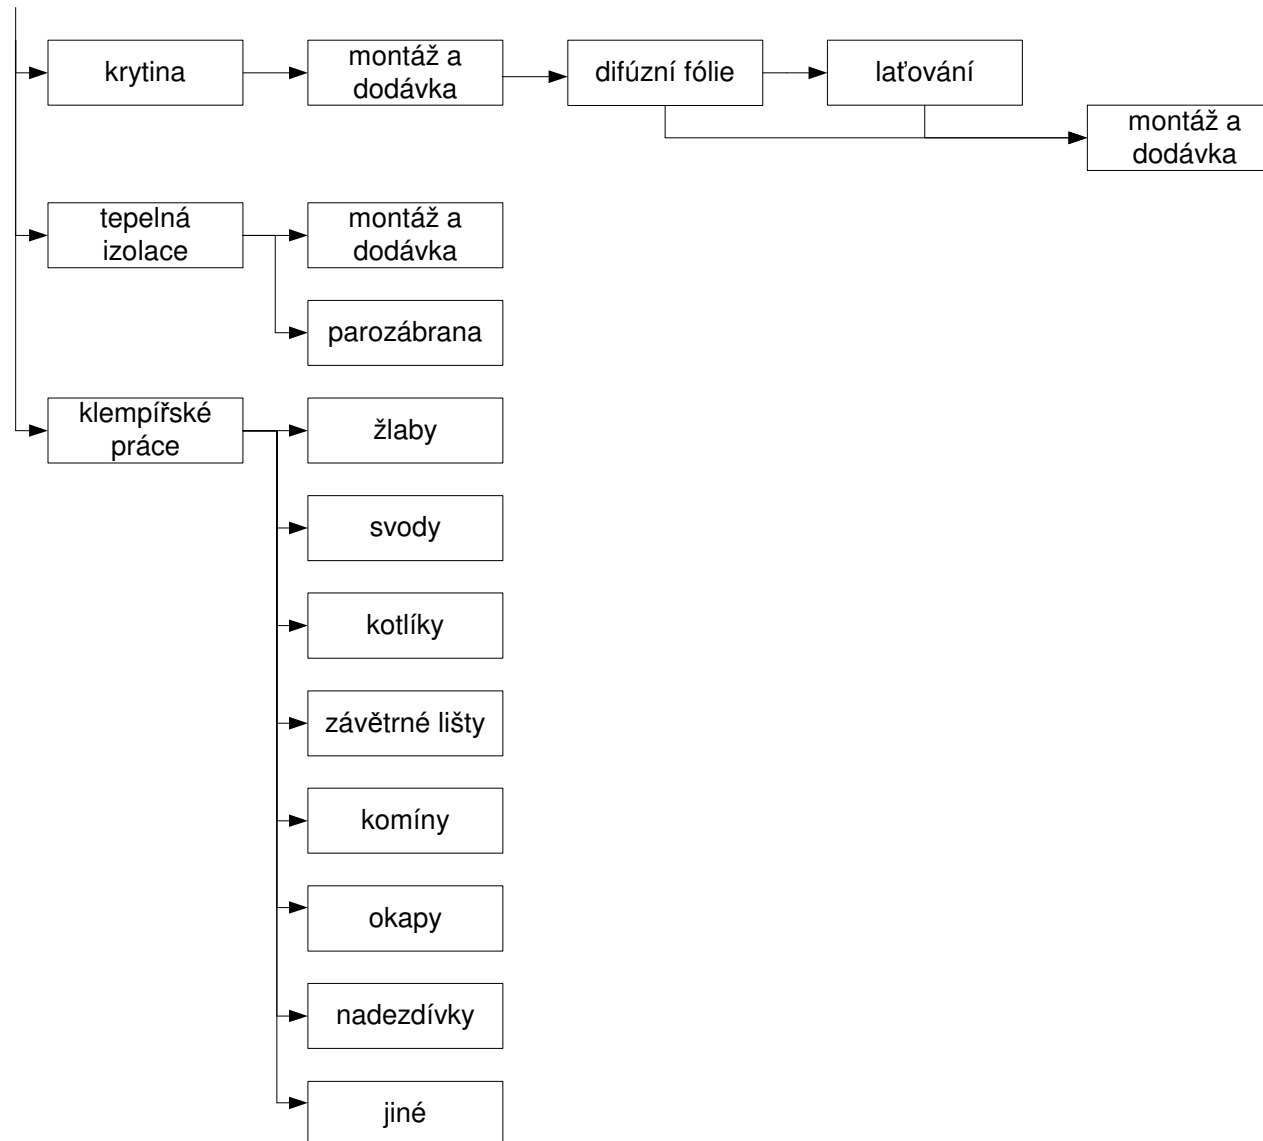 krytina
montáž a
dodávka
difúzní fólie
laťování
montáž a
dodávka
tepelná
izolace
montáž a
dodávka
parozábrana
klempířské
práce
žlaby
svody
kotlíky
závětrné lišty
komíny
okapy
nadezdívky
jiné